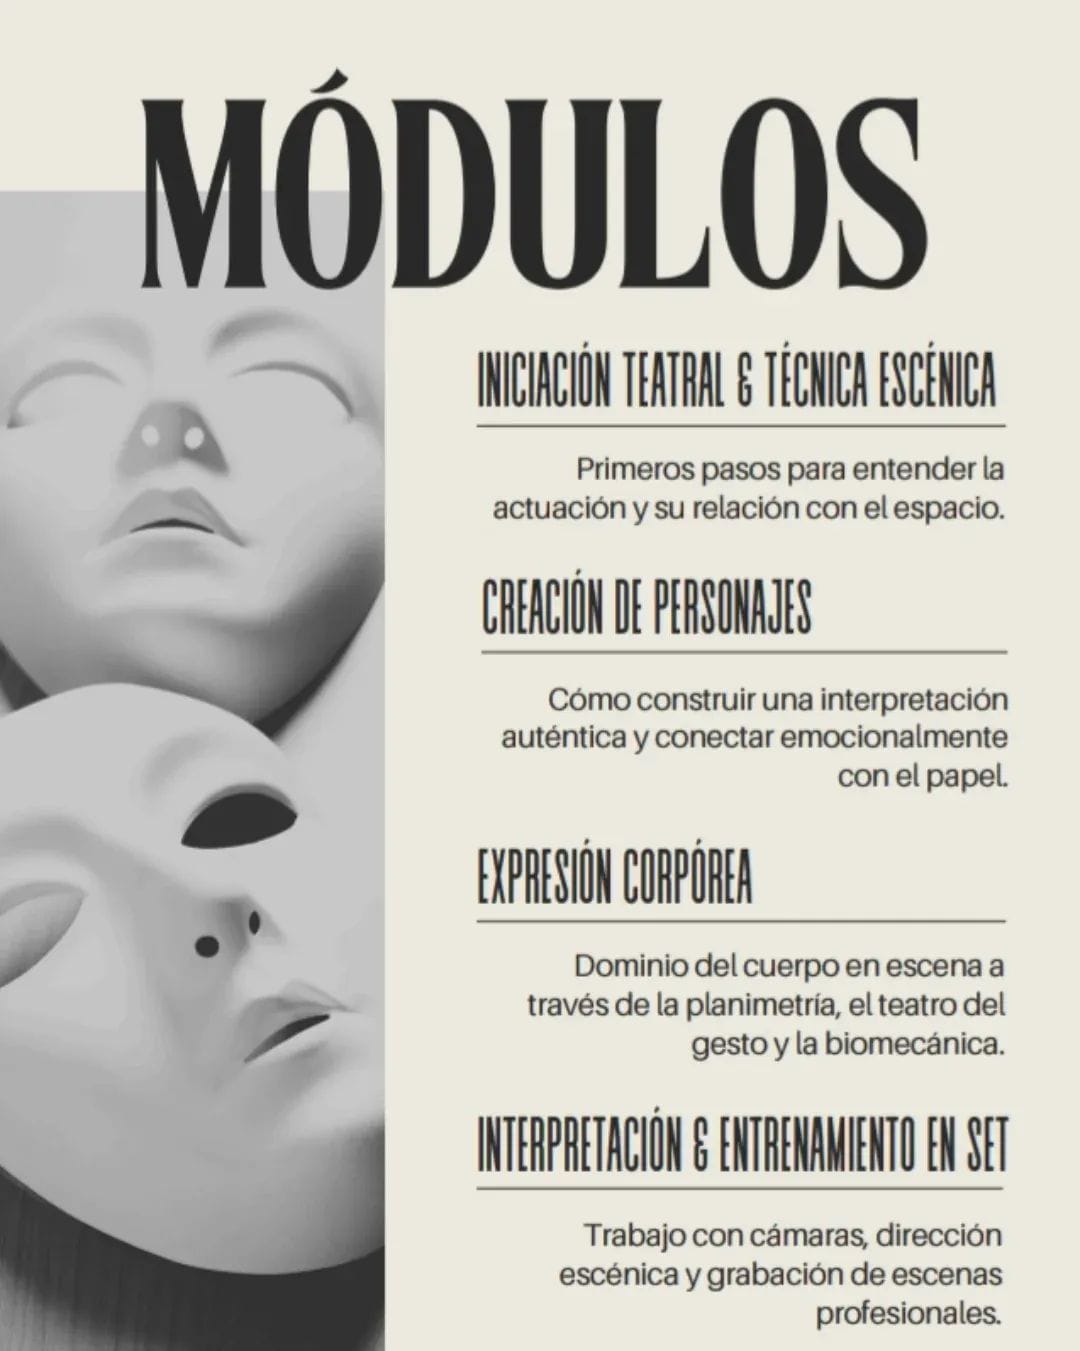 MÓDULOS
INICIACIÓN TEATRAL & TÉCNICA ESCÉNICA
Primeros pasos para entender la
actuación y su relación con el espacio.
CREACIÓN DE PERSONAJES
Cómo construir una interpretación
auténtica y conectar emocionalmente
con el papel.
EXPRESIÓN CORPÓREA
Dominio del cuerpo en escena a
través de la planimetría, el teatro del
gesto y la biomecánica.
INTERPRETACIÓN & ENTRENAMIENTO EN SET
Trabajo con cámaras, dirección
escénica y grabación de escenas
profesionales.